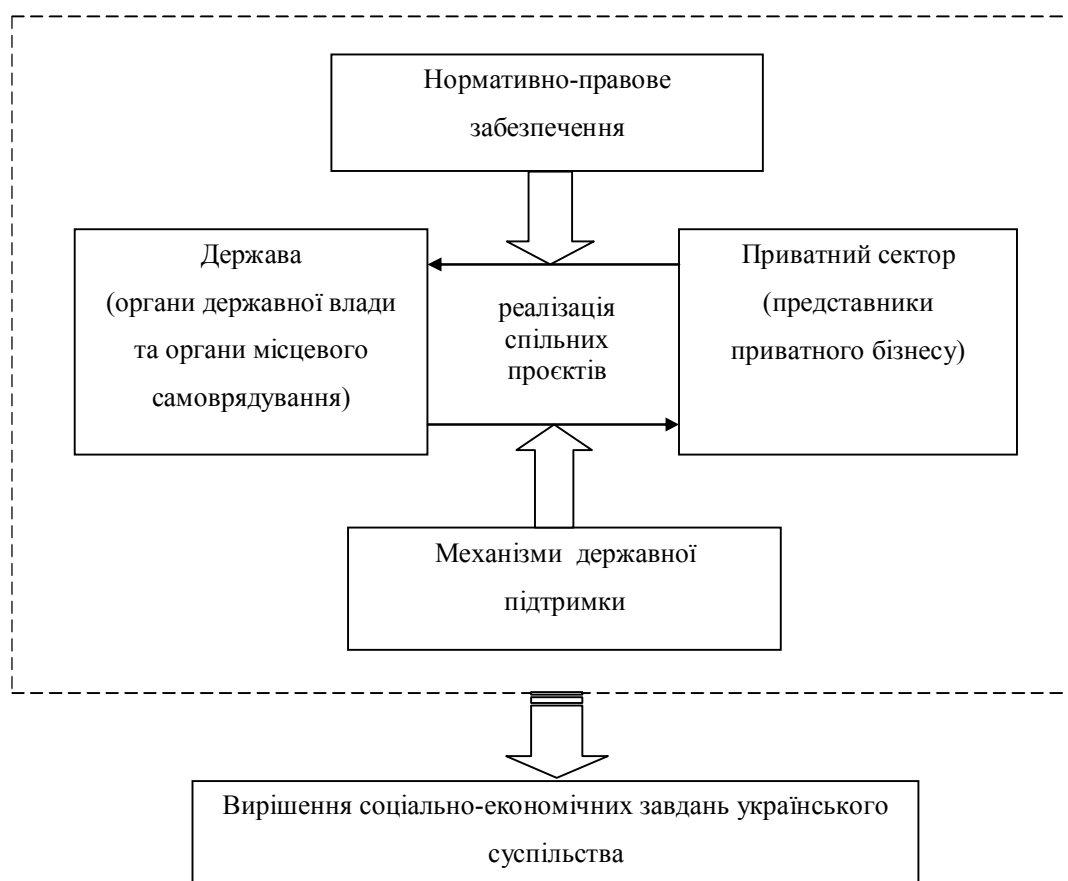 Нормативно-правове
забезпечення
Держава
(органи державної влади
та органи місцевого
самоврядування)
реалізація
спільних
проєктів
Приватний сектор
(представники
приватного бізнесу)
Механізми державної
підтримки
Вирішення соціально-економічних завдань українського
суспільства